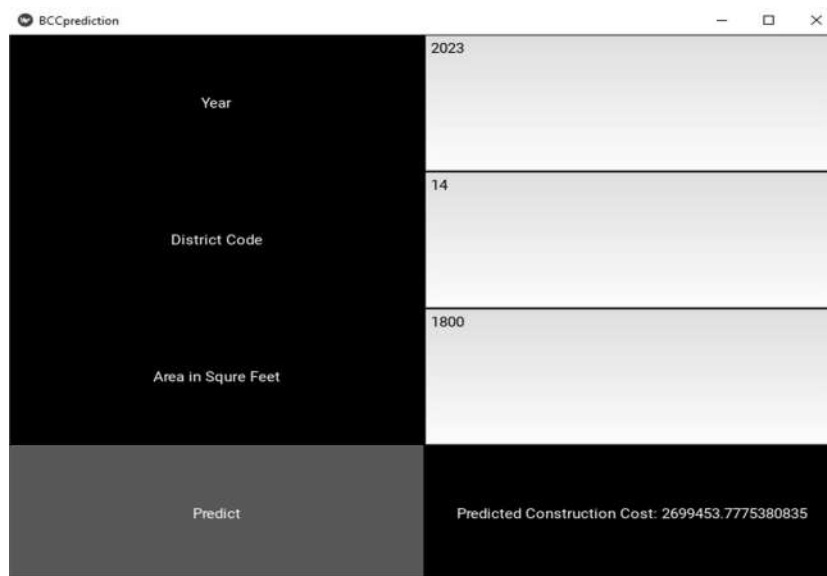 BCCprediction
Year
2023
District Code
14
Area in Squre Feet
1800
Predict
Predicted Construction Cost: 2699453.7775380835